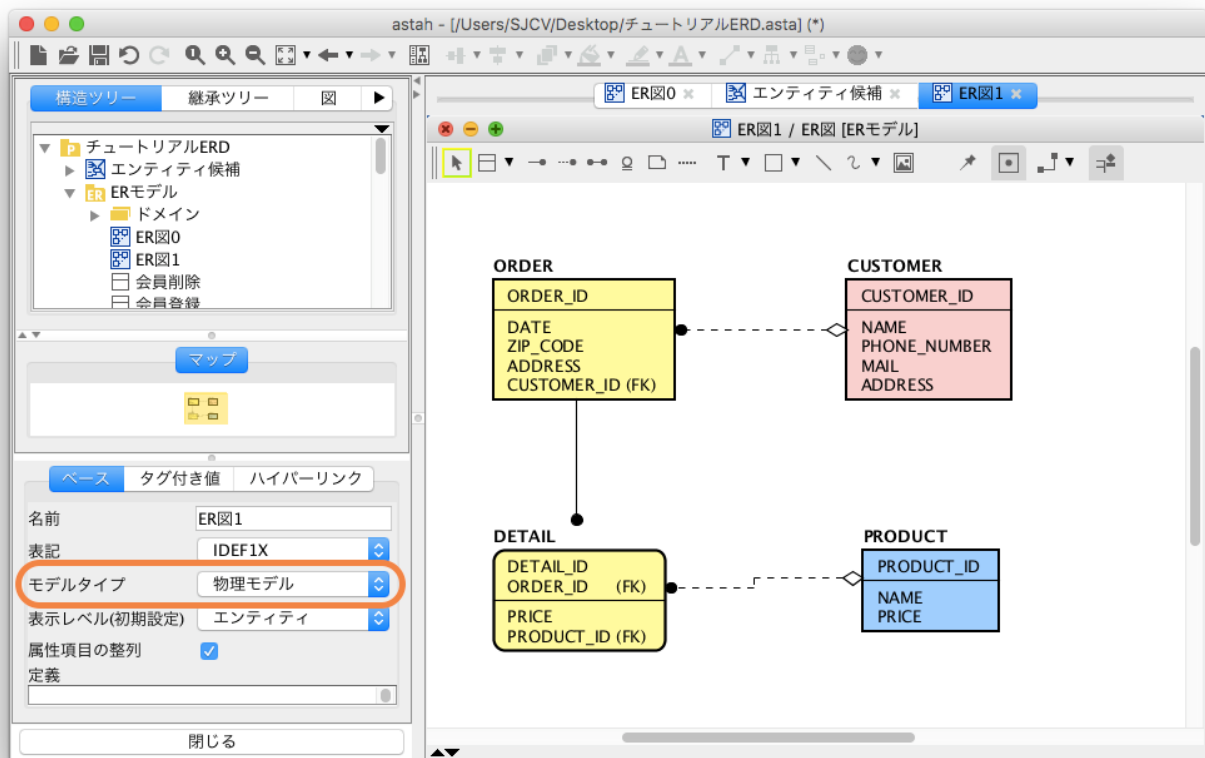 astah - [/Users/SJCV/Desktop/チュートリアルERD.asta] (*)
構造ツリー 継承ツリー 図
チュートリアルERD
エンティティ候補
ERモデル
ドメイン
ER図0
ER図1
会員削除
会員登録
マップ
ベース タグ付き値 ハイパーリンク
名前 ER図1
表記 IDEF1X
モデルタイプ 物理モデル
表示レベル(初期設定) エンティティ
属性項目の整列
定義
閉じる
ER図0 エンティティ候補 ER図1
ER図1 / ER図 [ERモデル]
ORDER
ORDER_ID
DATE
ZIP_CODE
ADDRESS
CUSTOMER_ID (FK)
CUSTOMER
CUSTOMER_ID
NAME
PHONE_NUMBER
MAIL
ADDRESS
DETAIL
DETAIL_ID
ORDER_ID (FK)
PRICE
PRODUCT_ID (FK)
PRODUCT
PRODUCT_ID
NAME
PRICE